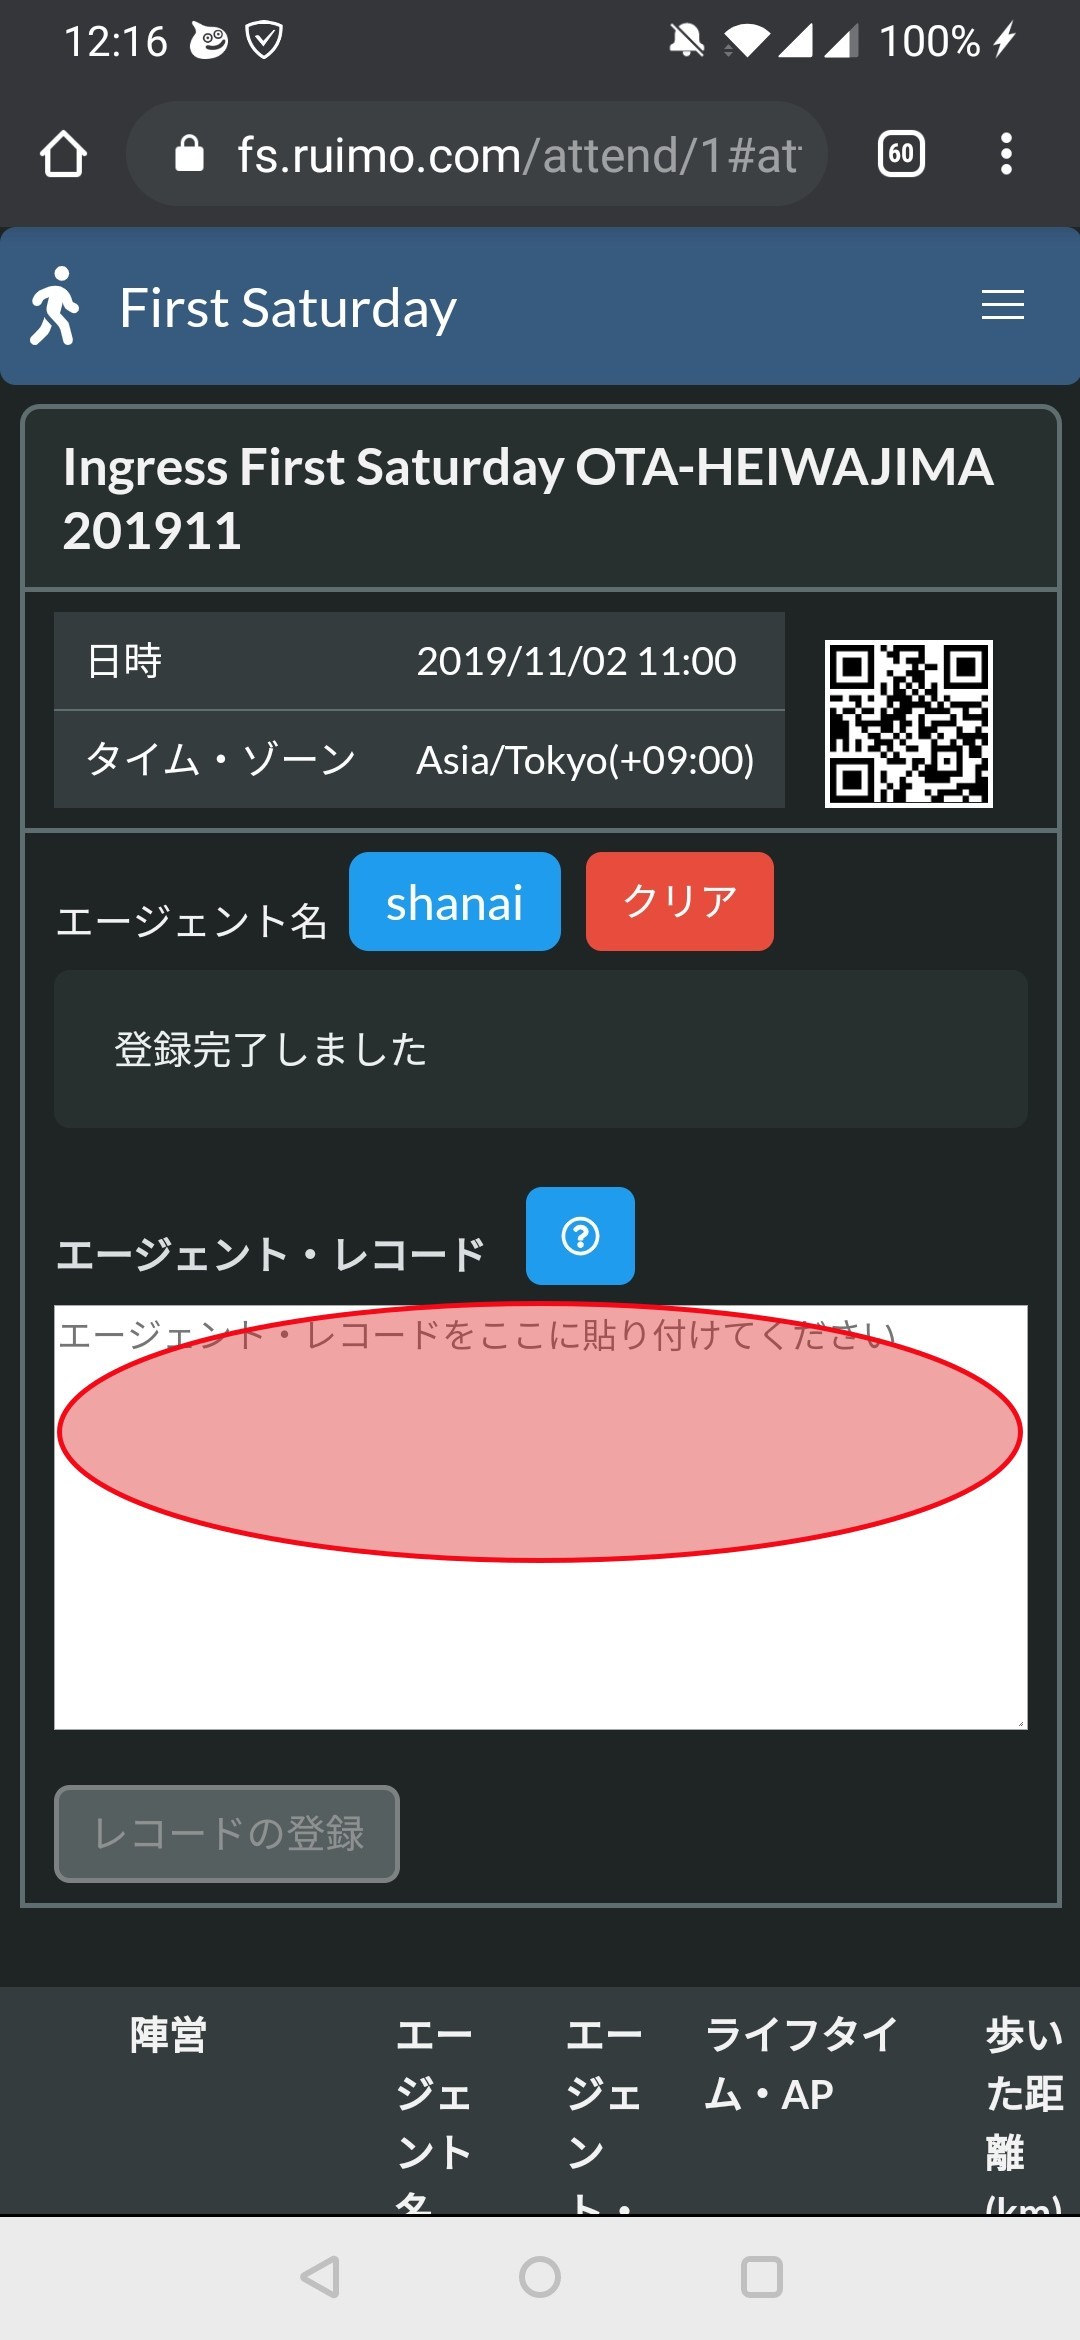 12:16
100%
fs.ruimo.com/attend/1#at
60
First Saturday
Ingress First Saturday OTA-HEIWAJIMA
201911
日時 2019/11/02 11:00
タイム・ゾーン Asia/Tokyo(+09:00)
エージェント名 shanai クリア
登録完了しました
エージェント・レコード
エージェント・レコードをここに貼り付けてください
レコードの登録
陣営
エー
ジェ
ント
名
エー
ジェ
ン
ト・
ライフタイ
ム・AP
歩い
た距
離
(km)